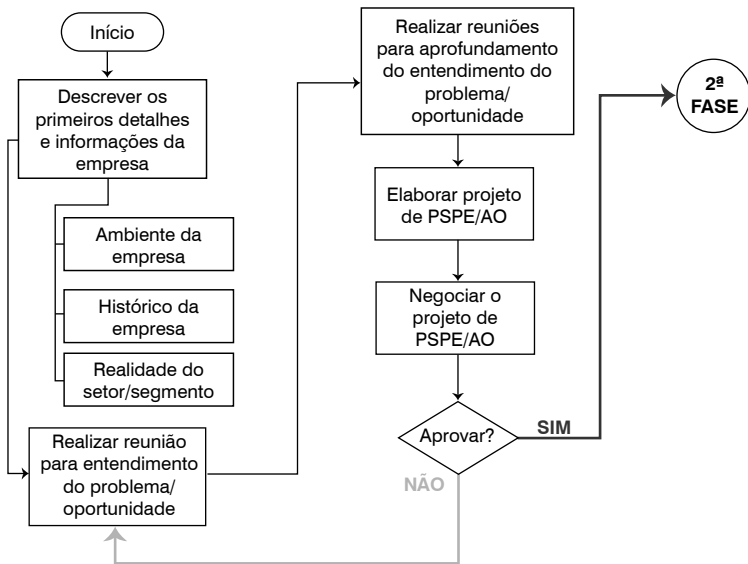 Início
Descrever os
primeiros detalhes
e informações da
empresa
Ambiente da
empresa
Histórico da
empresa
Realidade do
setor/segmento
Realizar reunião
para entendimento
do problema/
oportunidade
Realizar reuniões
para aprofundamento
do entendimento do
problema/
oportunidade
Elaborar projeto
de PSPE/AO
Negociar o
projeto de
PSPE/AO
Aprovar?
SIM
NÃO
2ª
FASE